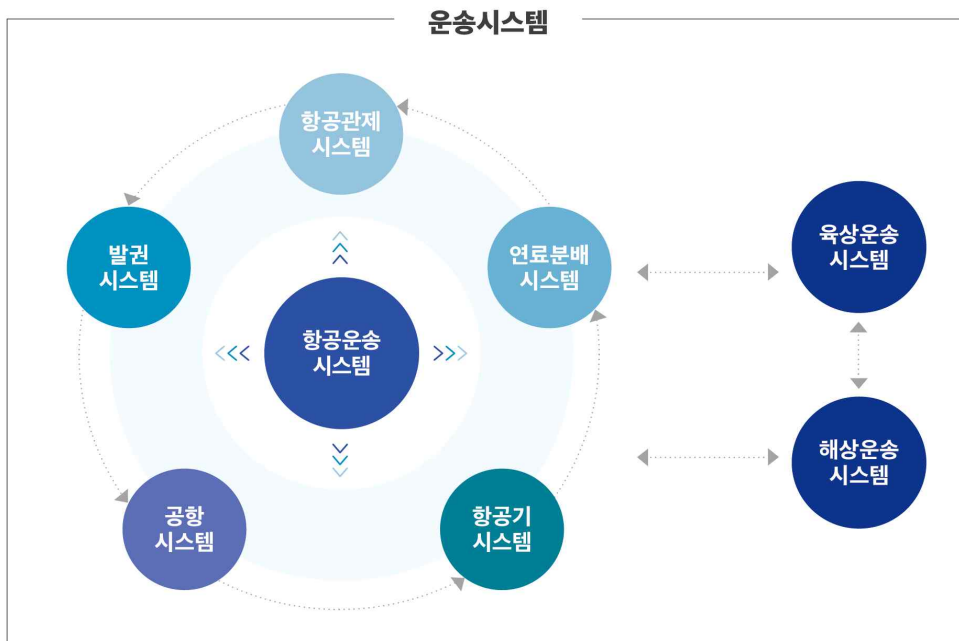 운송시스템
항공관제
시스템
발권
시스템
연료분배
시스템
항공운송
시스템
공항
시스템
항공기
시스템
육상운송
시스템
해상운송
시스템